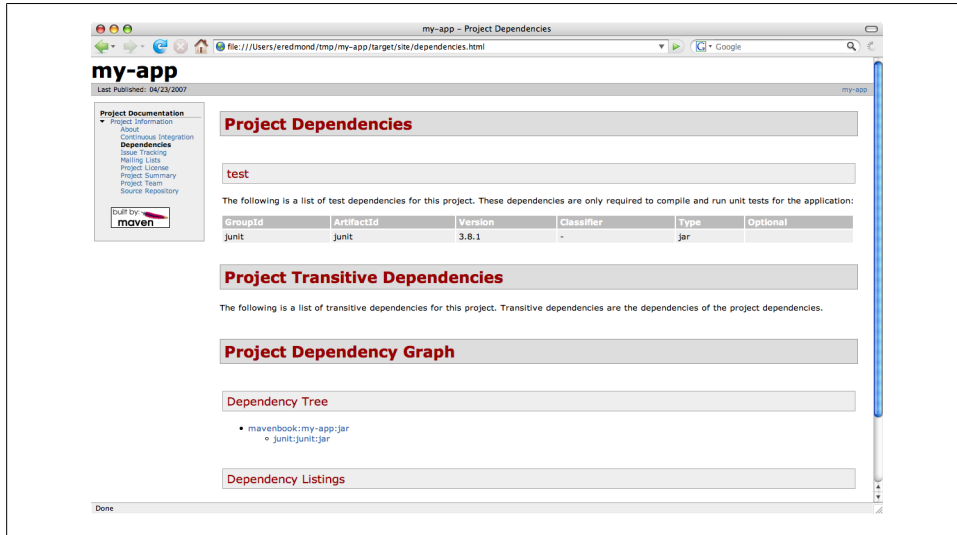 my-app – Project Dependencies
file:///Users/eredmond/tmp/my-app/target/site/dependencies.html
G Google
my-app
Last Published: 04/23/2007
my-app
Project Documentation
Project Information
About
Continuous Integration
Dependencies
Issue Tracking
Mailing Lists
Project License
Project Summary
Project Team
Source Repository
built by:
maven
Project Dependencies
test
The following is a list of test dependencies for this project. These dependencies are only required to compile and run unit tests for the application:
GroupId ArtifactId Version Classifier Type Optional
junit junit 3.8.1 - jar
Project Transitive Dependencies
The following is a list of transitive dependencies for this project. Transitive dependencies are the dependencies of the project dependencies.
Project Dependency Graph
Dependency Tree
• mavenbook:my-app:jar
◦ junit:junit:jar
Dependency Listings
Done